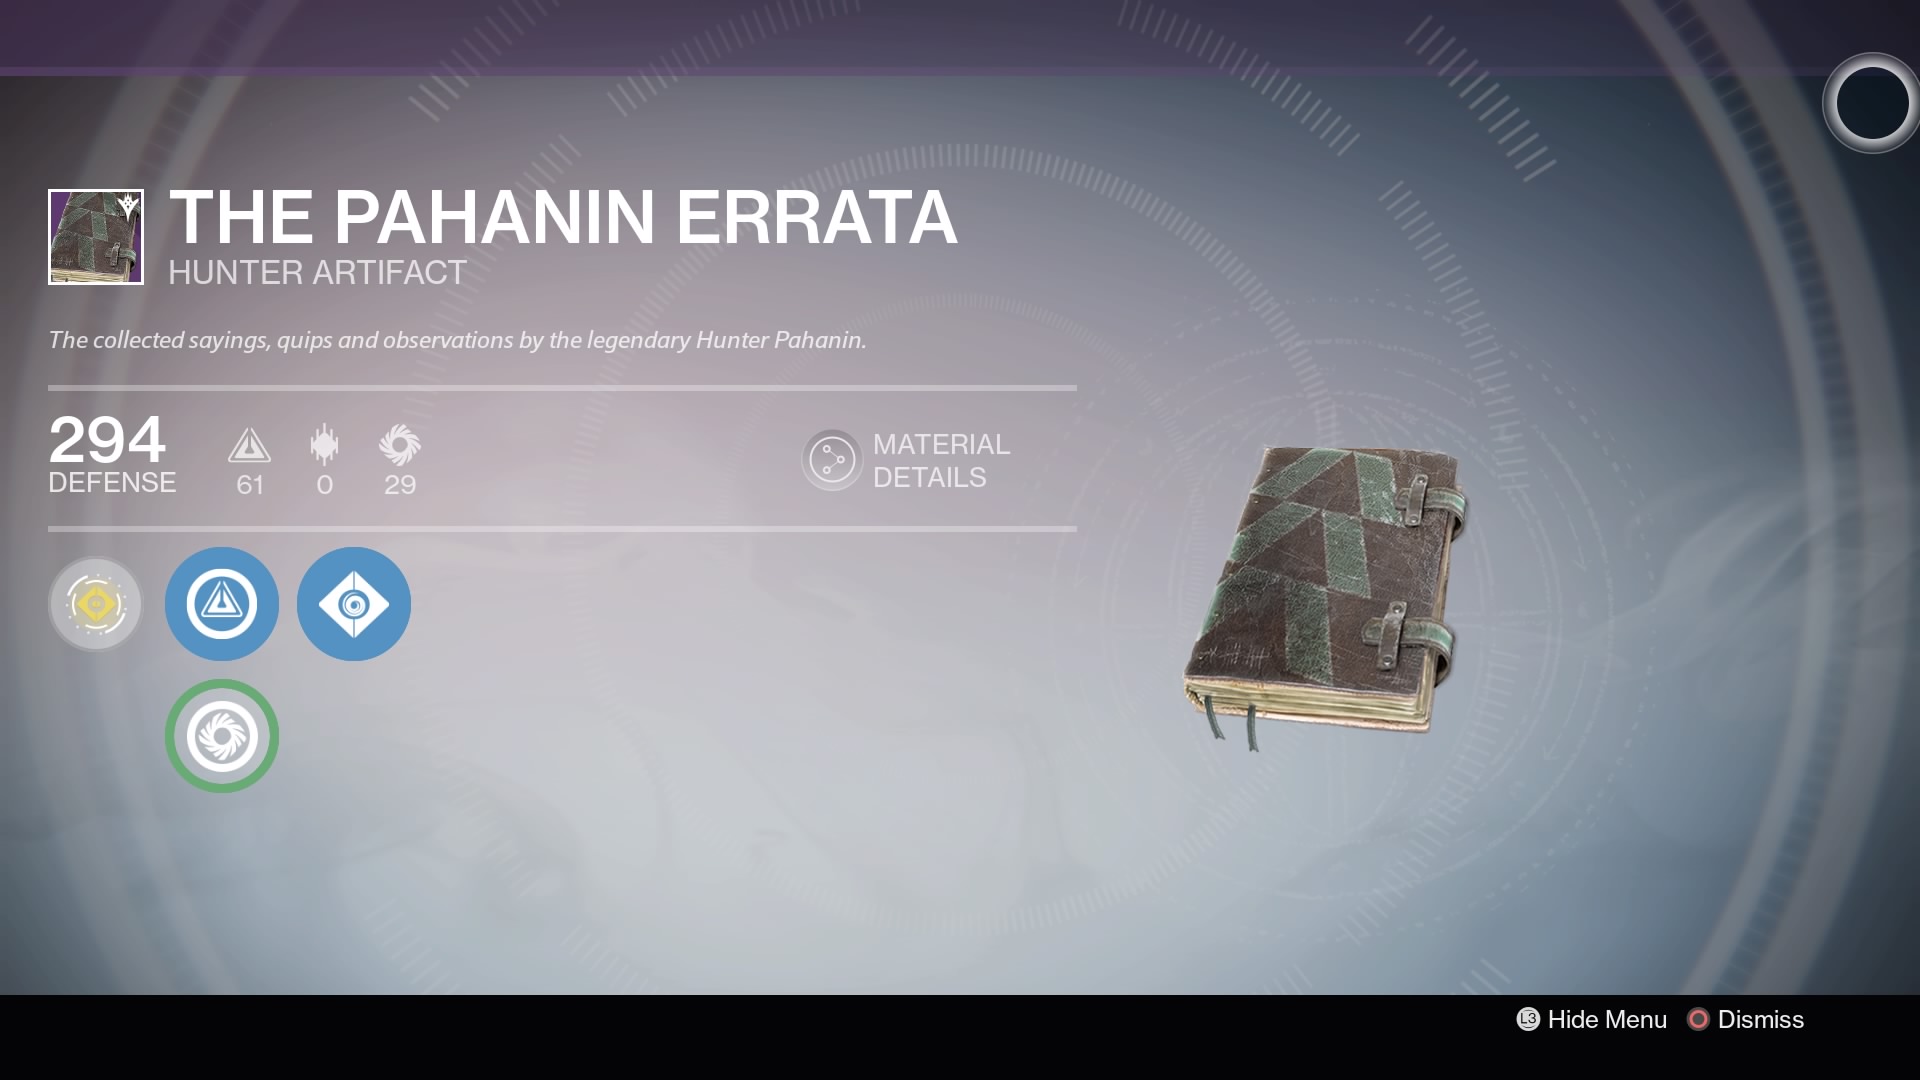 THE PAHANIN ERRATA
HUNTER ARTIFACT
The collected sayings, quips and observations by the legendary Hunter Pahanin.
294
DEFENSE
61 0 29
MATERIAL
DETAILS
L3 Hide Menu Dismiss